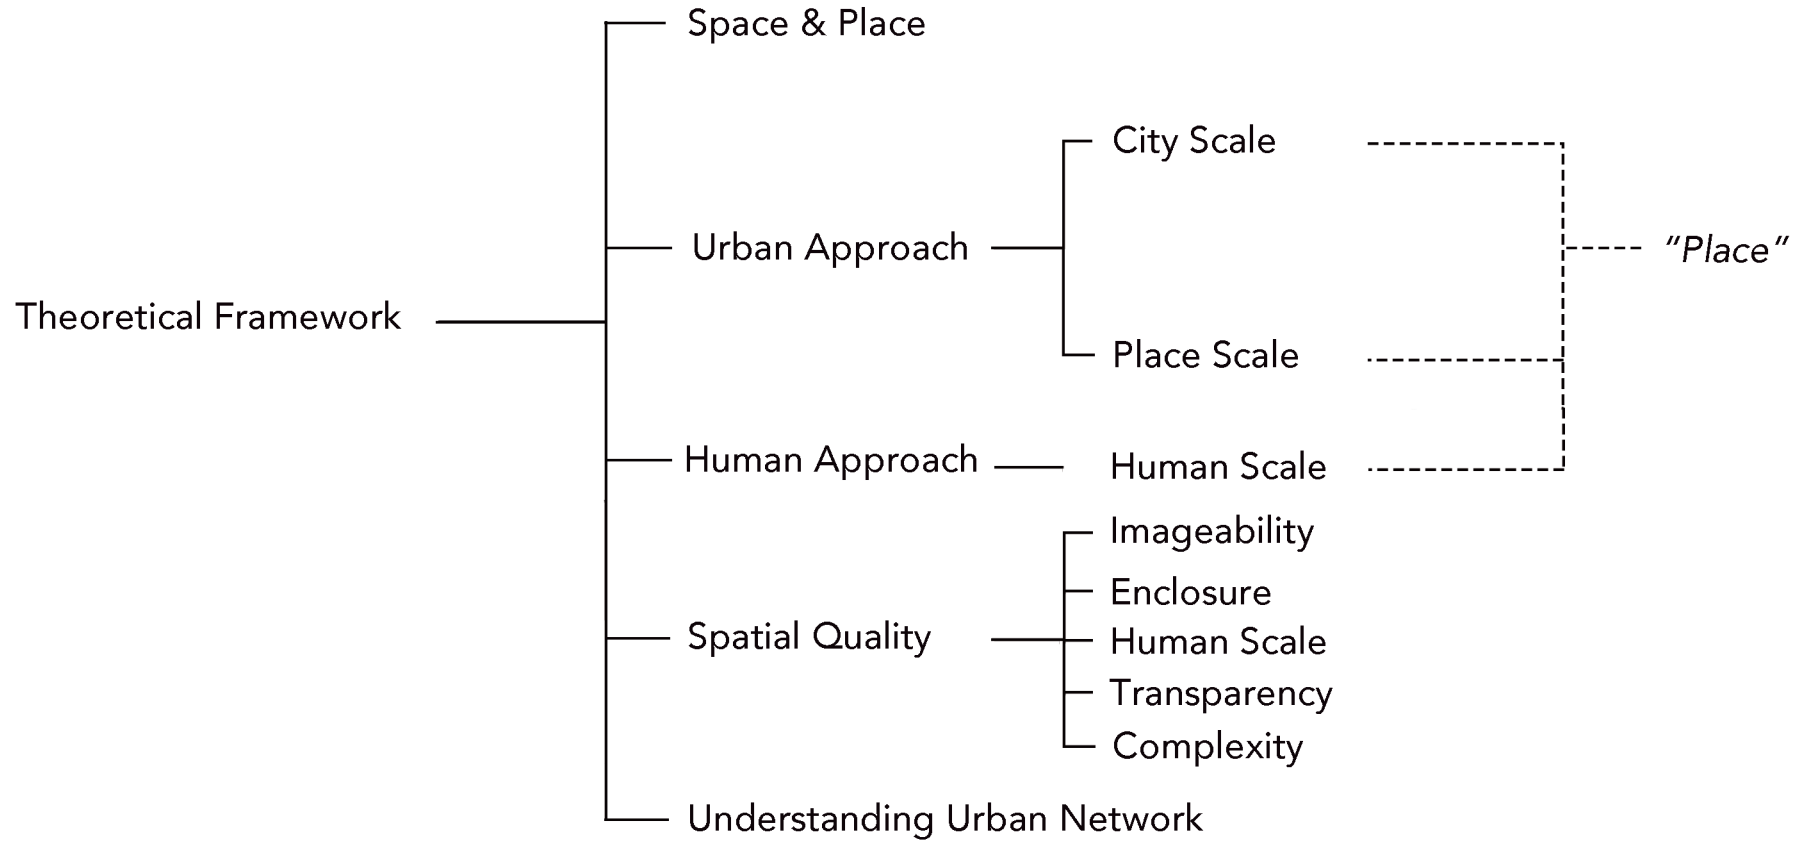 Space & Place
City Scale
Urban Approach
"Place"
Theoretical Framework
Place Scale
Human Approach
Human Scale
Imageability
Enclosure
Spatial Quality
Human Scale
Transparency
Complexity
Understanding Urban Network